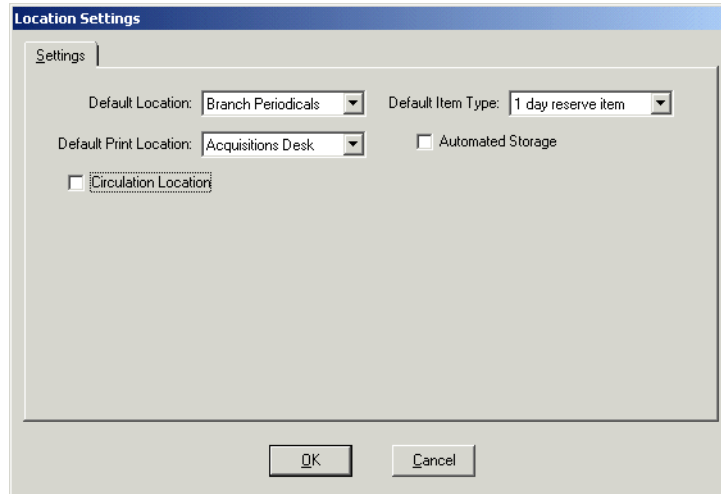 Location Settings
Settings
Default Location: Branch Periodicals Default Item Type: 1 day reserve item
Default Print Location: Acquisitions Desk Automated Storage
Circulation Location
OK Cancel